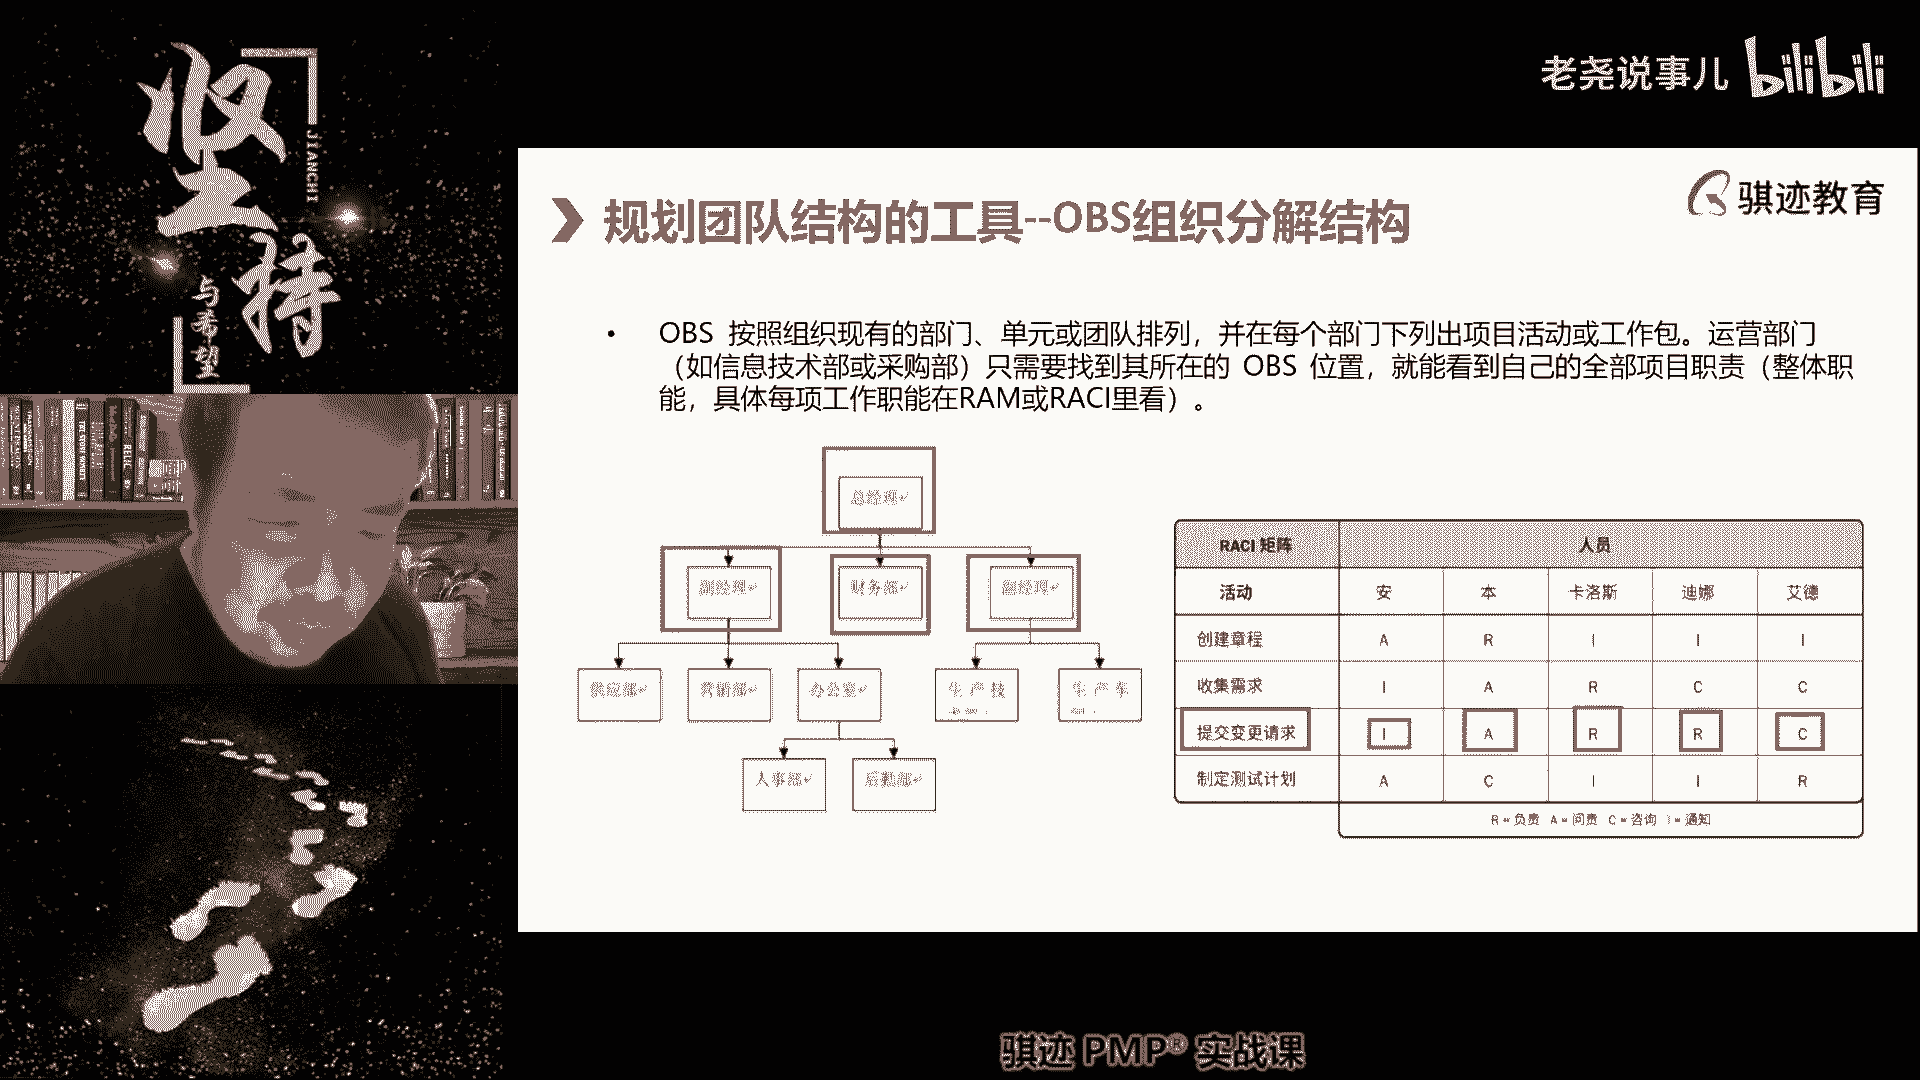 坚持
JIANCHI
与希望
老尧说事儿 bilibili
骐迹教育
规划团队结构的工具--OBS组织分解结构
• OBS 按照组织现有的部门、单元或团队排列，并在每个部门下列出项目活动或工作包。运营部门
（如信息技术部或采购部）只需要找到其所在的 OBS 位置，就能看到自己的全部项目职责（整体职
能，具体每项工作职能在RAM或RACI里看）。
总经理
副经理 财务部 副经理
供应部 营销部 办公室 生产技 生产车
人事部 后勤部
RACI 矩阵 人员
活动 安 本 卡洛斯 迪娜 艾德
创建章程 A R I I I
收集需求 I A R C C
提交变更请求 I A R R C
制定测试计划 A C I I R
R = 负责 A = 问责 C = 咨询 I = 通知
骐迹 PMP® 实战课